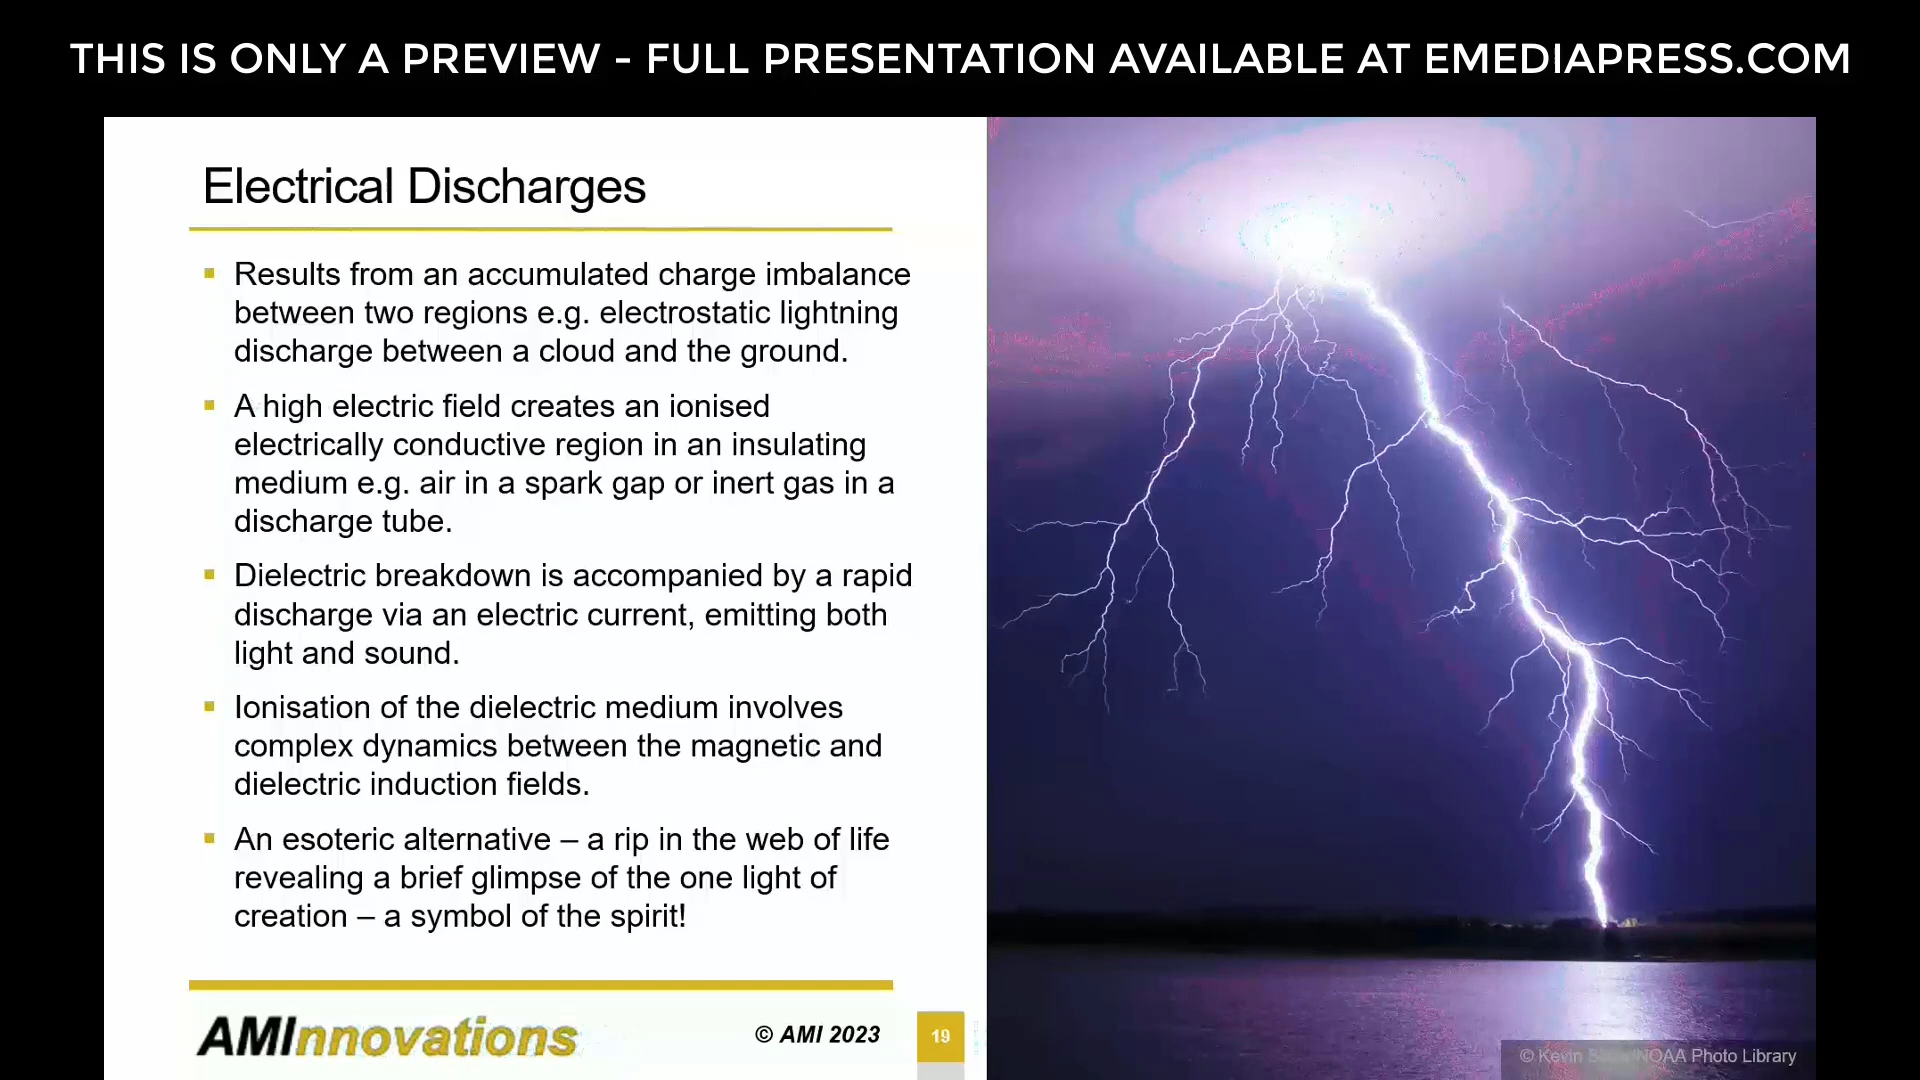 THIS IS ONLY A PREVIEW - FULL PRESENTATION AVAILABLE AT EMEDIAPRESS.COM
Electrical Discharges
▪ Results from an accumulated charge imbalance
between two regions e.g. electrostatic lightning
discharge between a cloud and the ground.
▪ A high electric field creates an ionised
electrically conductive region in an insulating
medium e.g. air in a spark gap or inert gas in a
discharge tube.
▪ Dielectric breakdown is accompanied by a rapid
discharge via an electric current, emitting both
light and sound.
▪ Ionisation of the dielectric medium involves
complex dynamics between the magnetic and
dielectric induction fields.
▪ An esoteric alternative – a rip in the web of life
revealing a brief glimpse of the one light of
creation – a symbol of the spirit!
AMInnovations
© AMI 2023
19
© Kevin NOAA Photo Library